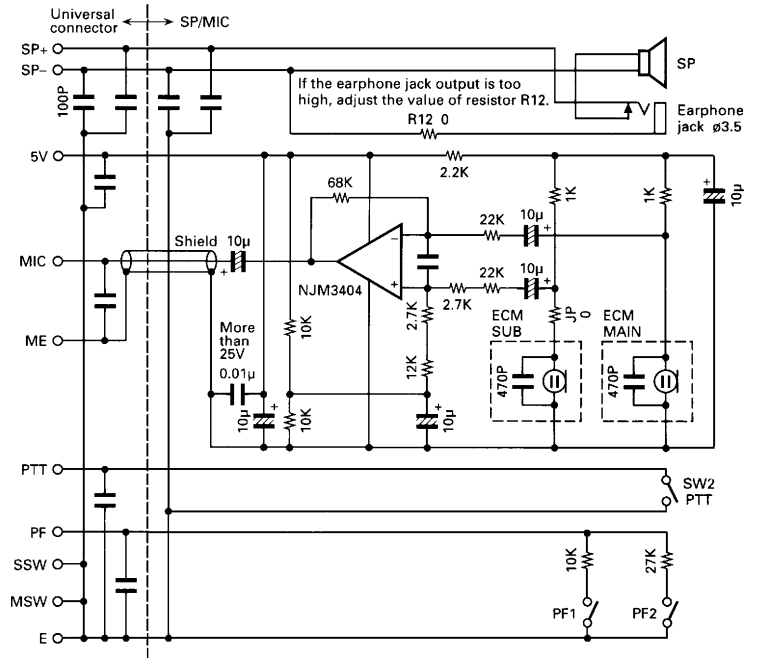 Universal
connector
SP/MIC
SP+
SP−
100P
If the earphone jack output is too
high, adjust the value of resistor R12.
R12 0
SP
Earphone
jack ø3.5
5V
2.2K
68K
1K
1K
10µ
Shield
10µ
22K
10µ
MIC
+
−
+
NJM3404
22K
10µ
2.7K
2.7K
12K
10K
ME
More
than
25V
0.01µ
10µ
10K
10µ
ECM
SUB
JP
0
ECM
MAIN
470P
470P
PTT
SW2
PTT
PF
10K
27K
SSW
MSW
PF1
PF2
E